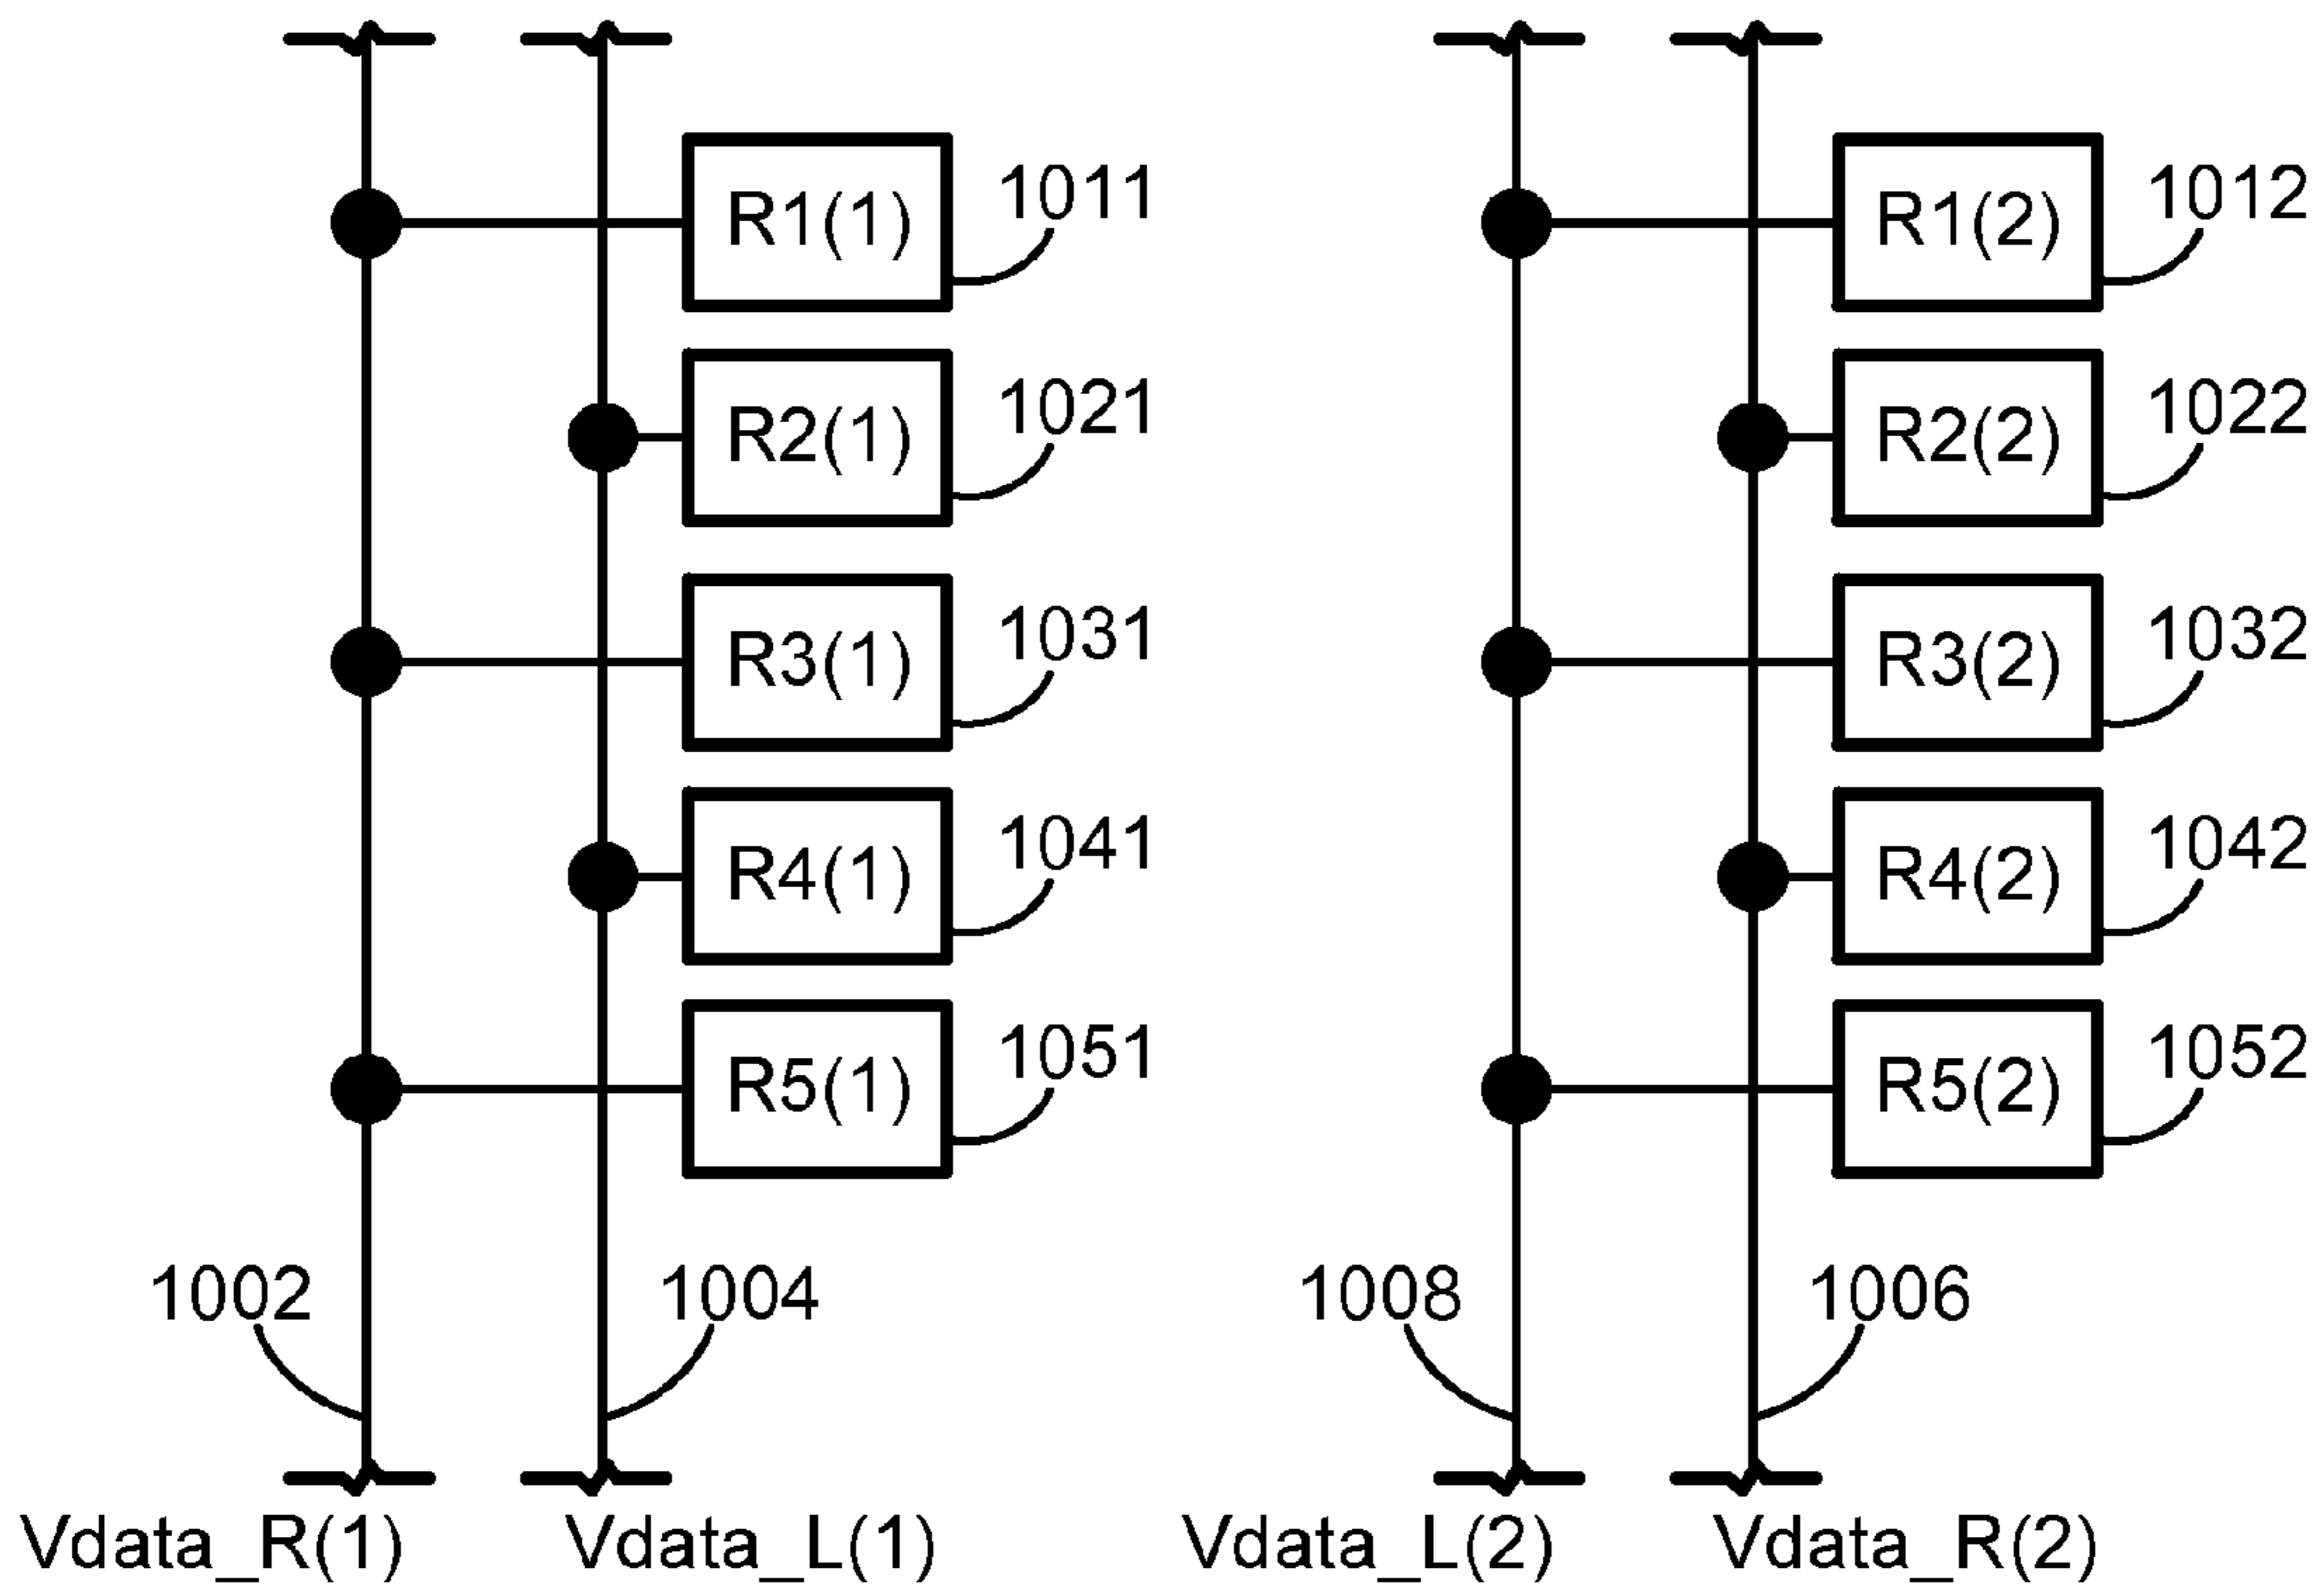 1011
R1(1)
1012
R1(2)
1021
R2(1)
1022
R2(2)
1031
R3(1)
1032
R3(2)
1041
R4(1)
1042
R4(2)
1051
R5(1)
1052
R5(2)
1002
1004
1008
1006
Vdata_R(1)
Vdata_L(1)
Vdata_L(2)
Vdata_R(2)